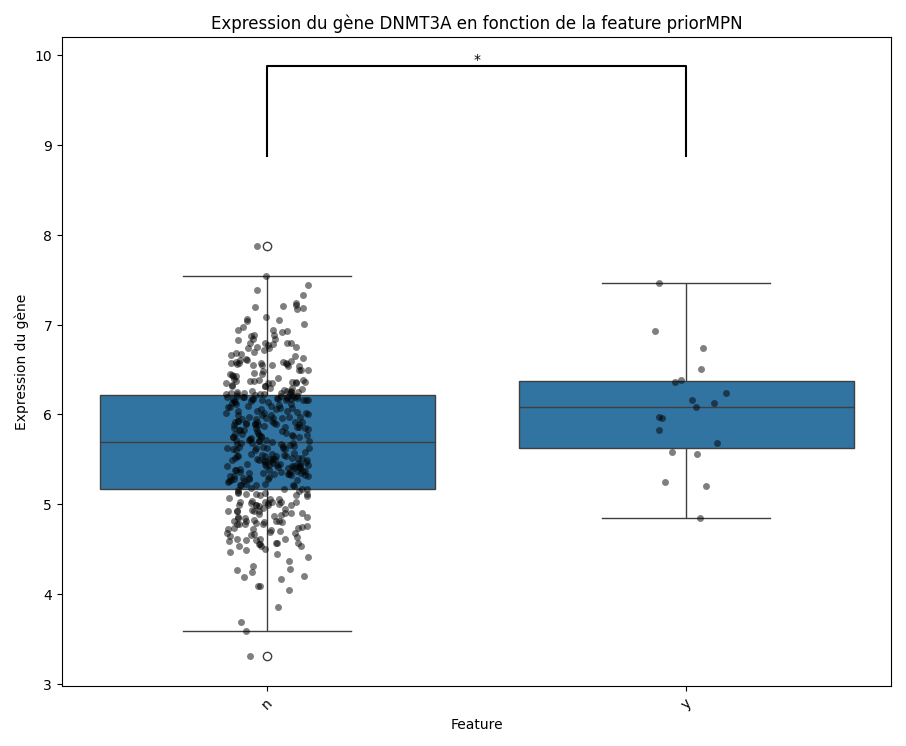 Expression du gène DNMT3A en fonction de la feature priorMPN
*
10
9
8
7
6
5
4
3
Expression du gène
n
y
Feature